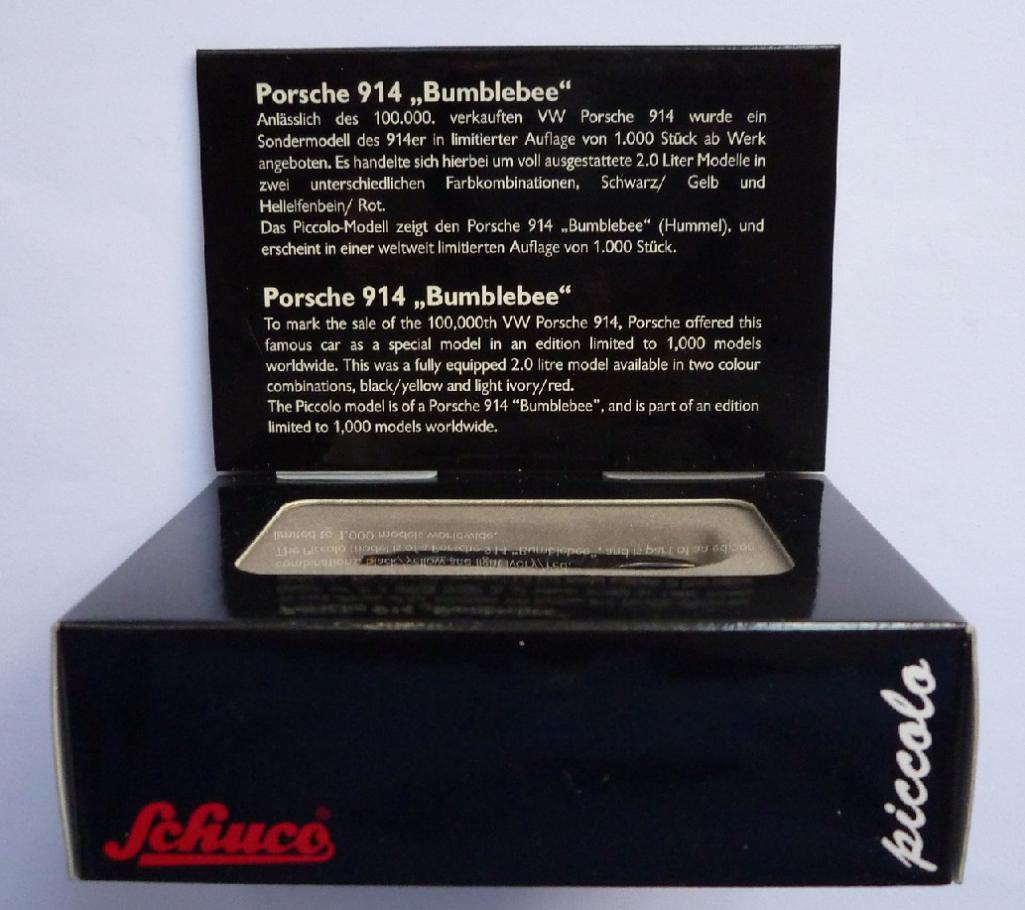 Porsche 914 „Bumblebee“
Anlässlich des 100.000. verkauften VW Porsche 914 wurde ein
Sondermodell des 914er in limitierter Auflage von 1.000 Stück ab Werk
angeboten. Es handelte sich hierbei um voll ausgestattete 2.0 Liter Modelle in
zwei unterschiedlichen Farbkombinationen, Schwarz/ Gelb und
Hellelfenbein/ Rot.
Das Piccolo-Modell zeigt den Porsche 914 „Bumblebee“ (Hummel), und
erscheint in einer weltweit limitierten Auflage von 1.000 Stück.
Porsche 914 „Bumblebee“
To mark the sale of the 100,000th VW Porsche 914, Porsche offered this
famous car as a special model in an edition limited to 1,000 models
worldwide. This was a fully equipped 2.0 litre model available in two colour
combinations, black/yellow and light ivory/red.
The Piccolo model is of a Porsche 914 “Bumblebee”, and is part of an edition
limited to 1,000 models worldwide.
Schuco®
piccolo